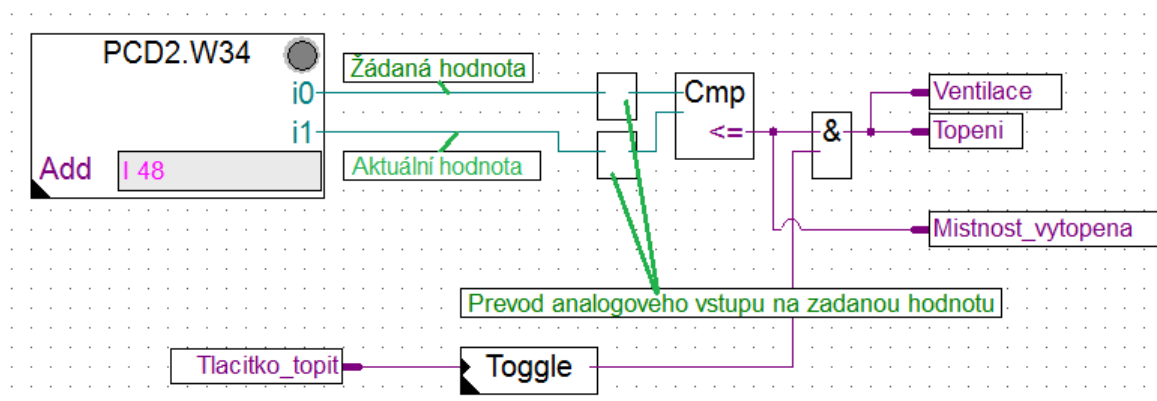 PCD2.W34
i0
i1
Add I 48
Žádaná hodnota
Aktuální hodnota
Cmp
<=
&
Ventilace
Topeni
Mistnost_vytopena
Prevod analogoveho vstupu na zadanou hodnotu
Tlacitko_topit
Toggle